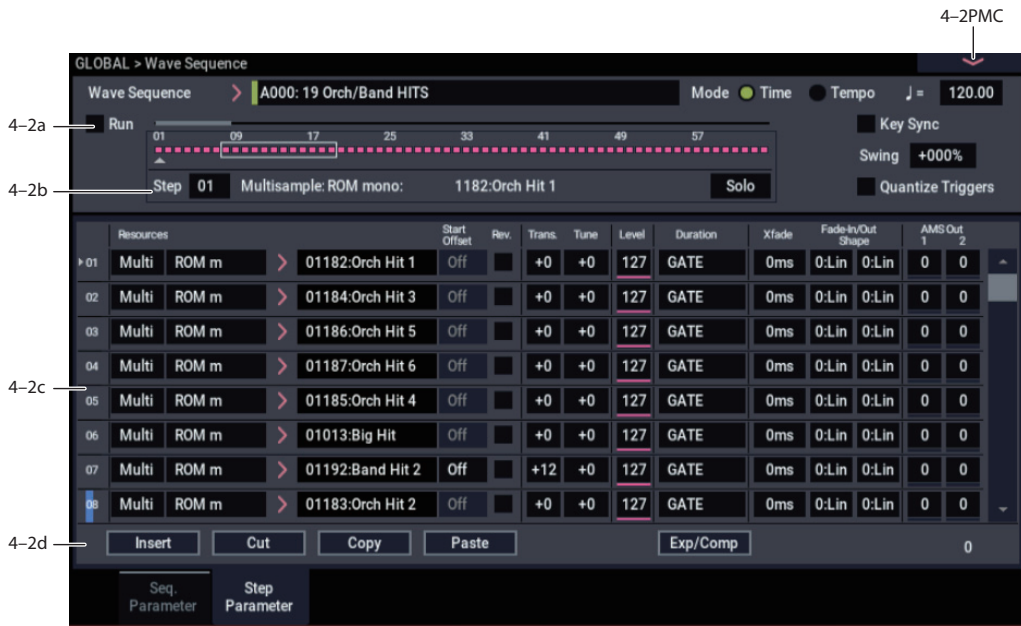 4–2PMC
GLOBAL > Wave Sequence
Wave Sequence A000: 19 Orch/Band HITS Mode Time Tempo ♩= 120.00
4–2a Run Key Sync
01 09 17 25 33 41 49 57
Swing +000%
4–2b Step 01 Multisample: ROM mono: 1182:Orch Hit 1 Solo Quantize Triggers
Resources Start Offset Rev. Trans. Tune Level Duration Xfade Fade-In/Out Shape AMS Out 1 2
01 Multi ROM m 01182:Orch Hit 1 Off +0 +0 127 GATE 0ms 0:Lin 0:Lin 0 0
02 Multi ROM m 01184:Orch Hit 3 Off +0 +0 127 GATE 0ms 0:Lin 0:Lin 0 0
03 Multi ROM m 01186:Orch Hit 5 Off +0 +0 127 GATE 0ms 0:Lin 0:Lin 0 0
04 Multi ROM m 01187:Orch Hit 6 Off +0 +0 127 GATE 0ms 0:Lin 0:Lin 0 0
4–2c
05 Multi ROM m 01185:Orch Hit 4 Off +0 +0 127 GATE 0ms 0:Lin 0:Lin 0 0
06 Multi ROM m 01013:Big Hit Off +0 +0 127 GATE 0ms 0:Lin 0:Lin 0 0
07 Multi ROM m 01192:Band Hit 2 Off +12 +0 127 GATE 0ms 0:Lin 0:Lin 0 0
08 Multi ROM m 01183:Orch Hit 2 Off +0 +0 127 GATE 0ms 0:Lin 0:Lin 0 0
4–2d Insert Cut Copy Paste Exp/Comp 0
Seq. Parameter Step Parameter